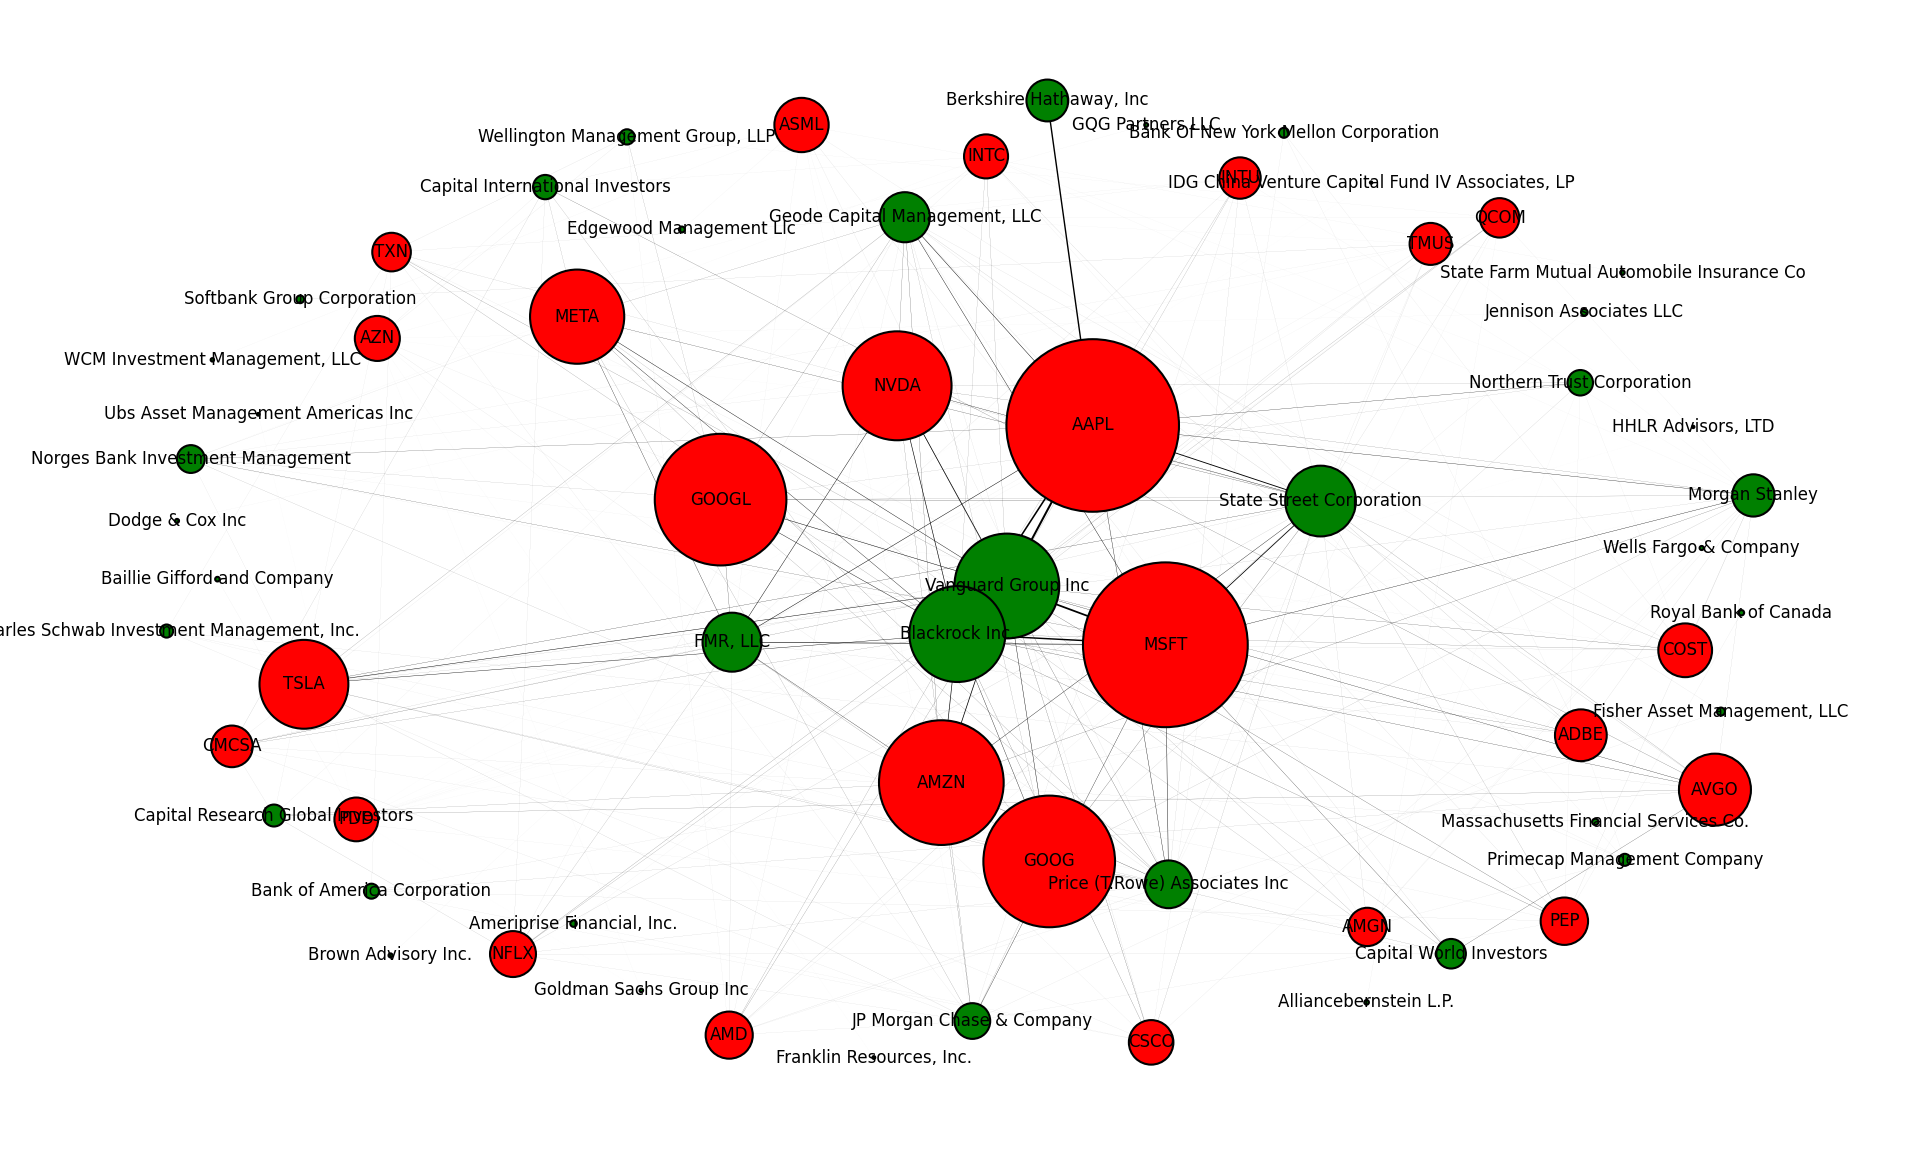 Berkshire Hathaway, Inc
ASML
GQG Partners LLC
Bank Of New York Mellon Corporation
Wellington Management Group, LLP
INTC
INTU
IDG China Venture Capital Fund IV Associates, LP
Capital International Investors
Geode Capital Management, LLC
QCOM
Edgewood Management Llc
TMUS
TXN
State Farm Mutual Automobile Insurance Co
Softbank Group Corporation
Jennison Associates LLC
META
AZN
WCM Investment Management, LLC
NVDA
Northern Trust Corporation
Ubs Asset Management Americas Inc
AAPL
HHLR Advisors, LTD
Norges Bank Investment Management
Morgan Stanley
GOOGL
State Street Corporation
Dodge & Cox Inc
Wells Fargo & Company
Baillie Gifford and Company
Vanguard Group Inc
Royal Bank of Canada
arles Schwab Investment Management, Inc.
Blackrock Inc
FMR, LLC
MSFT
COST
TSLA
Fisher Asset Management, LLC
ADBE
CMCSA
AMZN
AVGO
Capital Research Global Investors
PDD
Massachusetts Financial Services Co.
GOOG
Primecap Management Company
Price (T.Rowe) Associates Inc
Bank of America Corporation
PEP
Ameriprise Financial, Inc.
AMGN
Brown Advisory Inc.
NFLX
Capital World Investors
Goldman Sachs Group Inc
Alliancebernstein L.P.
JP Morgan Chase & Company
AMD
CSCO
Franklin Resources, Inc.